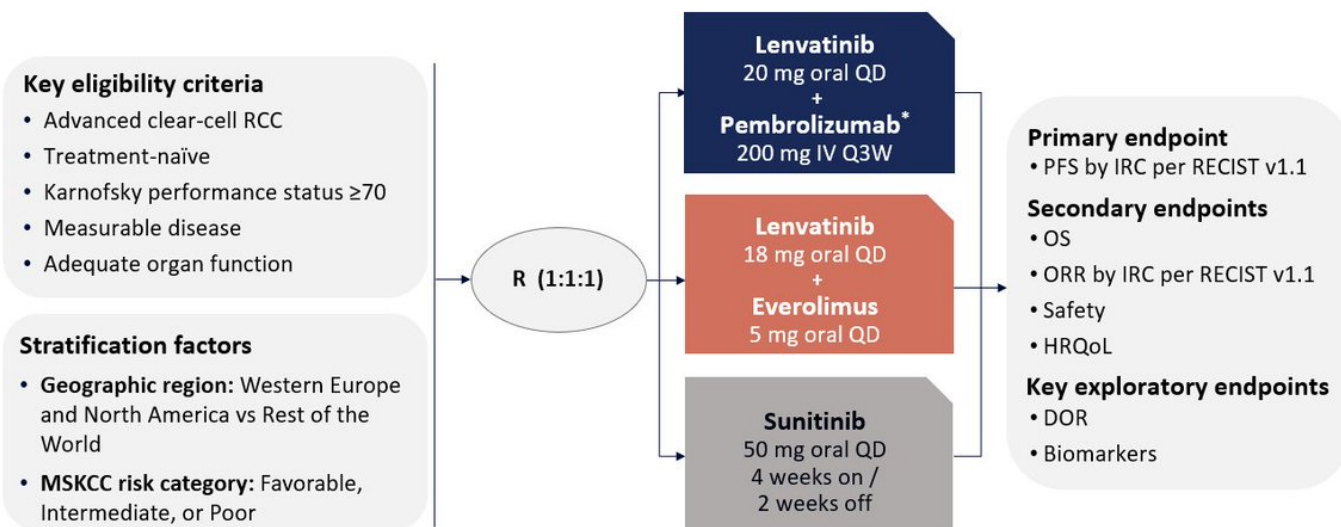 Key eligibility criteria
• Advanced clear-cell RCC
• Treatment-naïve
• Karnofsky performance status ≥70
• Measurable disease
• Adequate organ function
Stratification factors
• Geographic region: Western Europe
and North America vs Rest of the
World
• MSKCC risk category: Favorable,
Intermediate, or Poor
R (1:1:1)
Lenvatinib
20 mg oral QD
+
Pembrolizumab*
200 mg IV Q3W
Lenvatinib
18 mg oral QD
+
Everolimus
5 mg oral QD
Sunitinib
50 mg oral QD
4 weeks on /
2 weeks off
Primary endpoint
• PFS by IRC per RECIST v1.1
Secondary endpoints
• OS
• ORR by IRC per RECIST v1.1
• Safety
• HRQoL
Key exploratory endpoints
• DOR
• Biomarkers